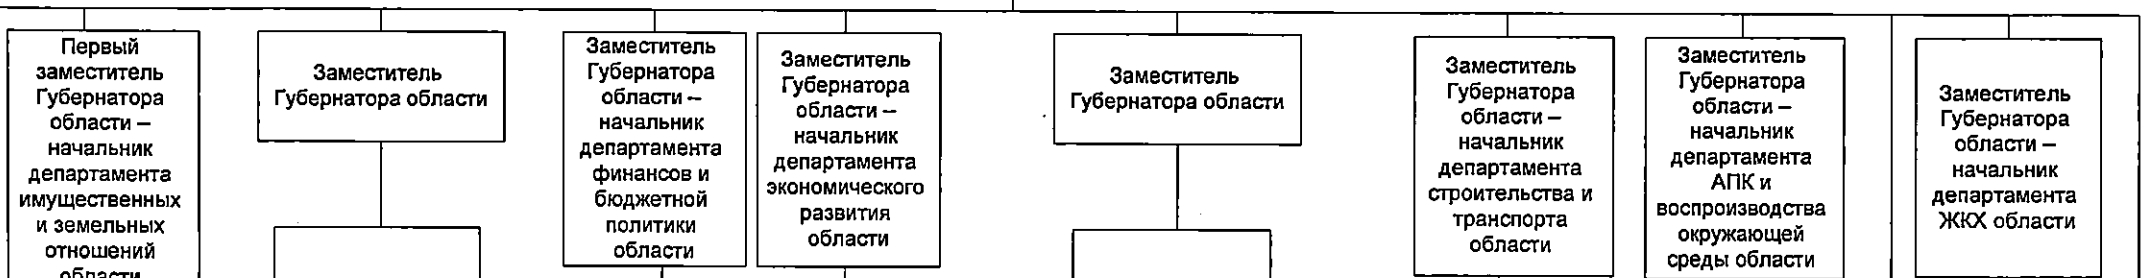 Первый
заместитель
Губернатора
области –
начальник
департамента
имущественных
и земельных
отношений
области
Заместитель
Губернатора области
Заместитель
Губернатора
области –
начальник
департамента
финансов и
бюджетной
политики
области
Заместитель
Губернатора
области –
начальник
департамента
экономического
развития
области
Заместитель
Губернатора области
Заместитель
Губернатора
области –
начальник
департамента
строительства и
транспорта
области
Заместитель
Губернатора
области –
начальник
департамента
АПК и
воспроизводства
окружающей
среды области
Заместитель
Губернатора
области –
начальник
департамента
ЖКХ области